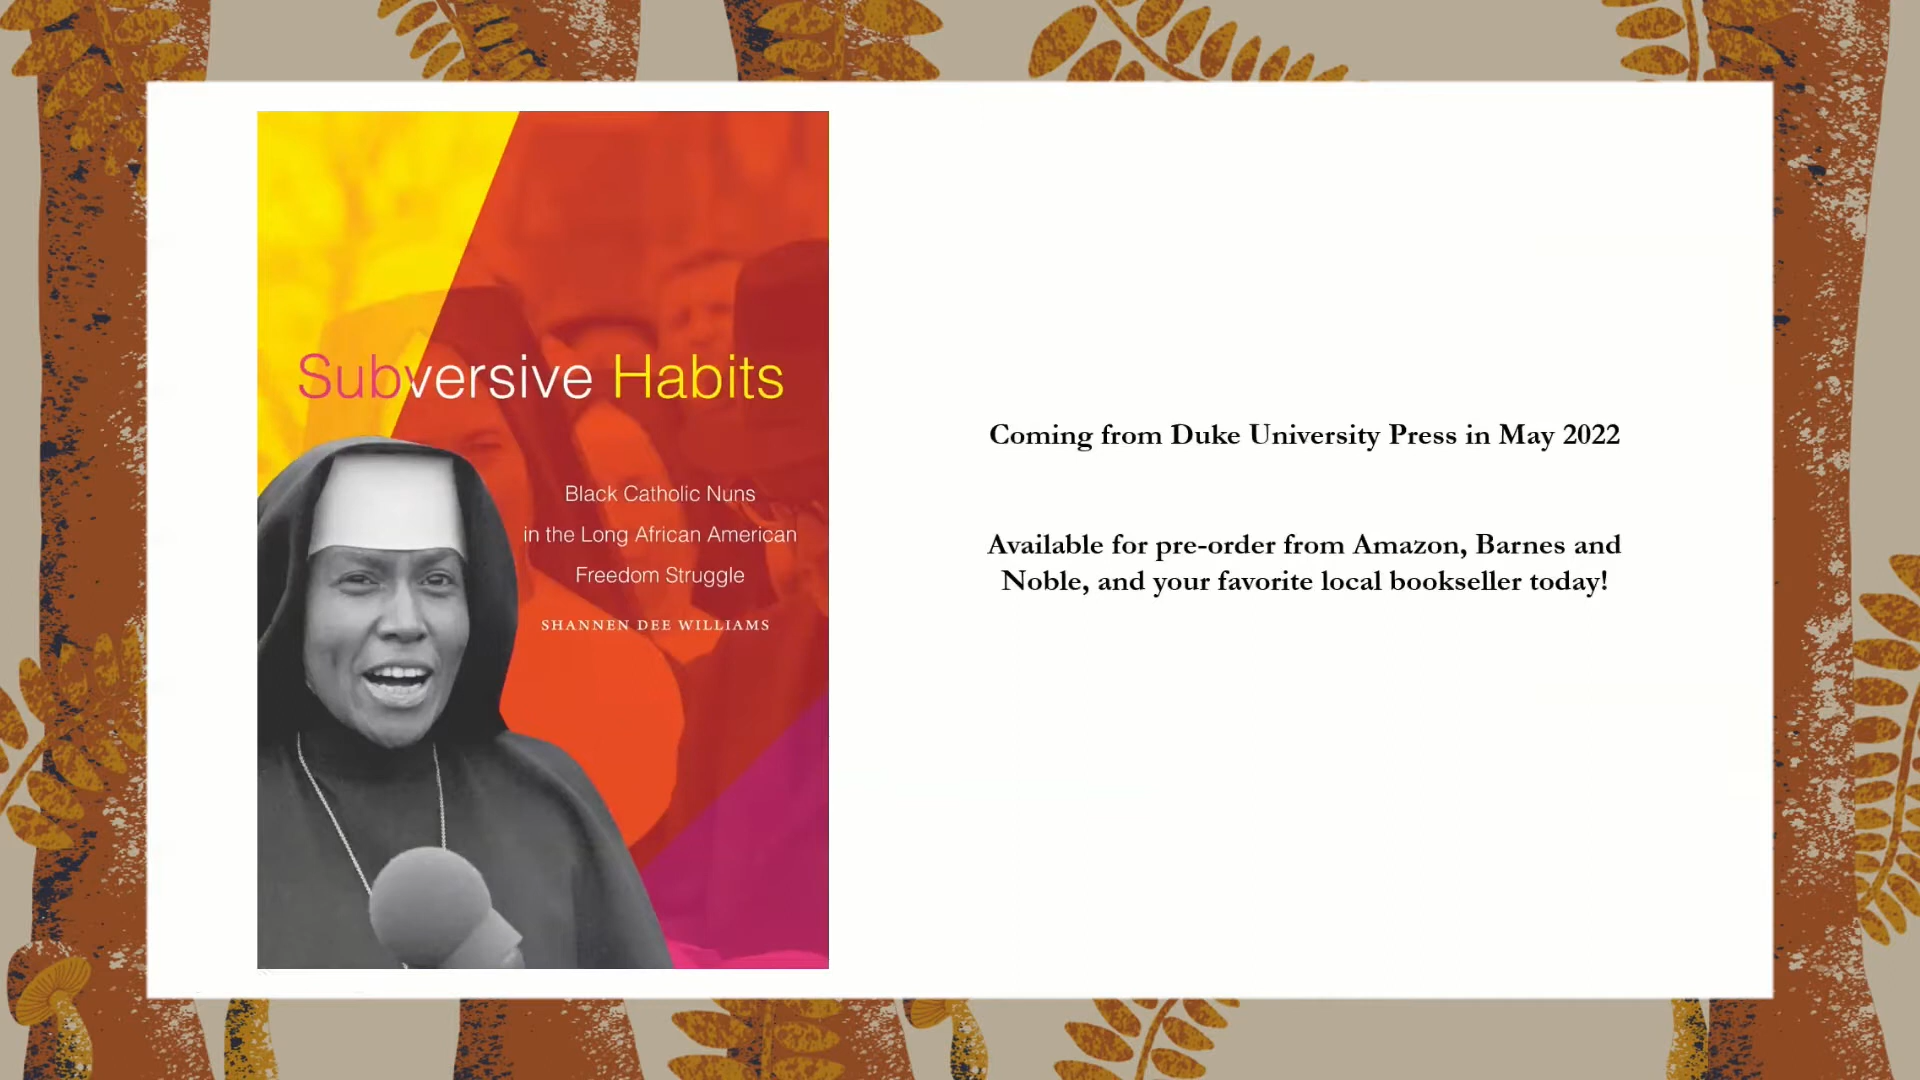 Subversive Habits
Black Catholic Nuns
in the Long African American
Freedom Struggle
SHANNEN DEE WILLIAMS
Coming from Duke University Press in May 2022
Available for pre-order from Amazon, Barnes and
Noble, and your favorite local bookseller today!